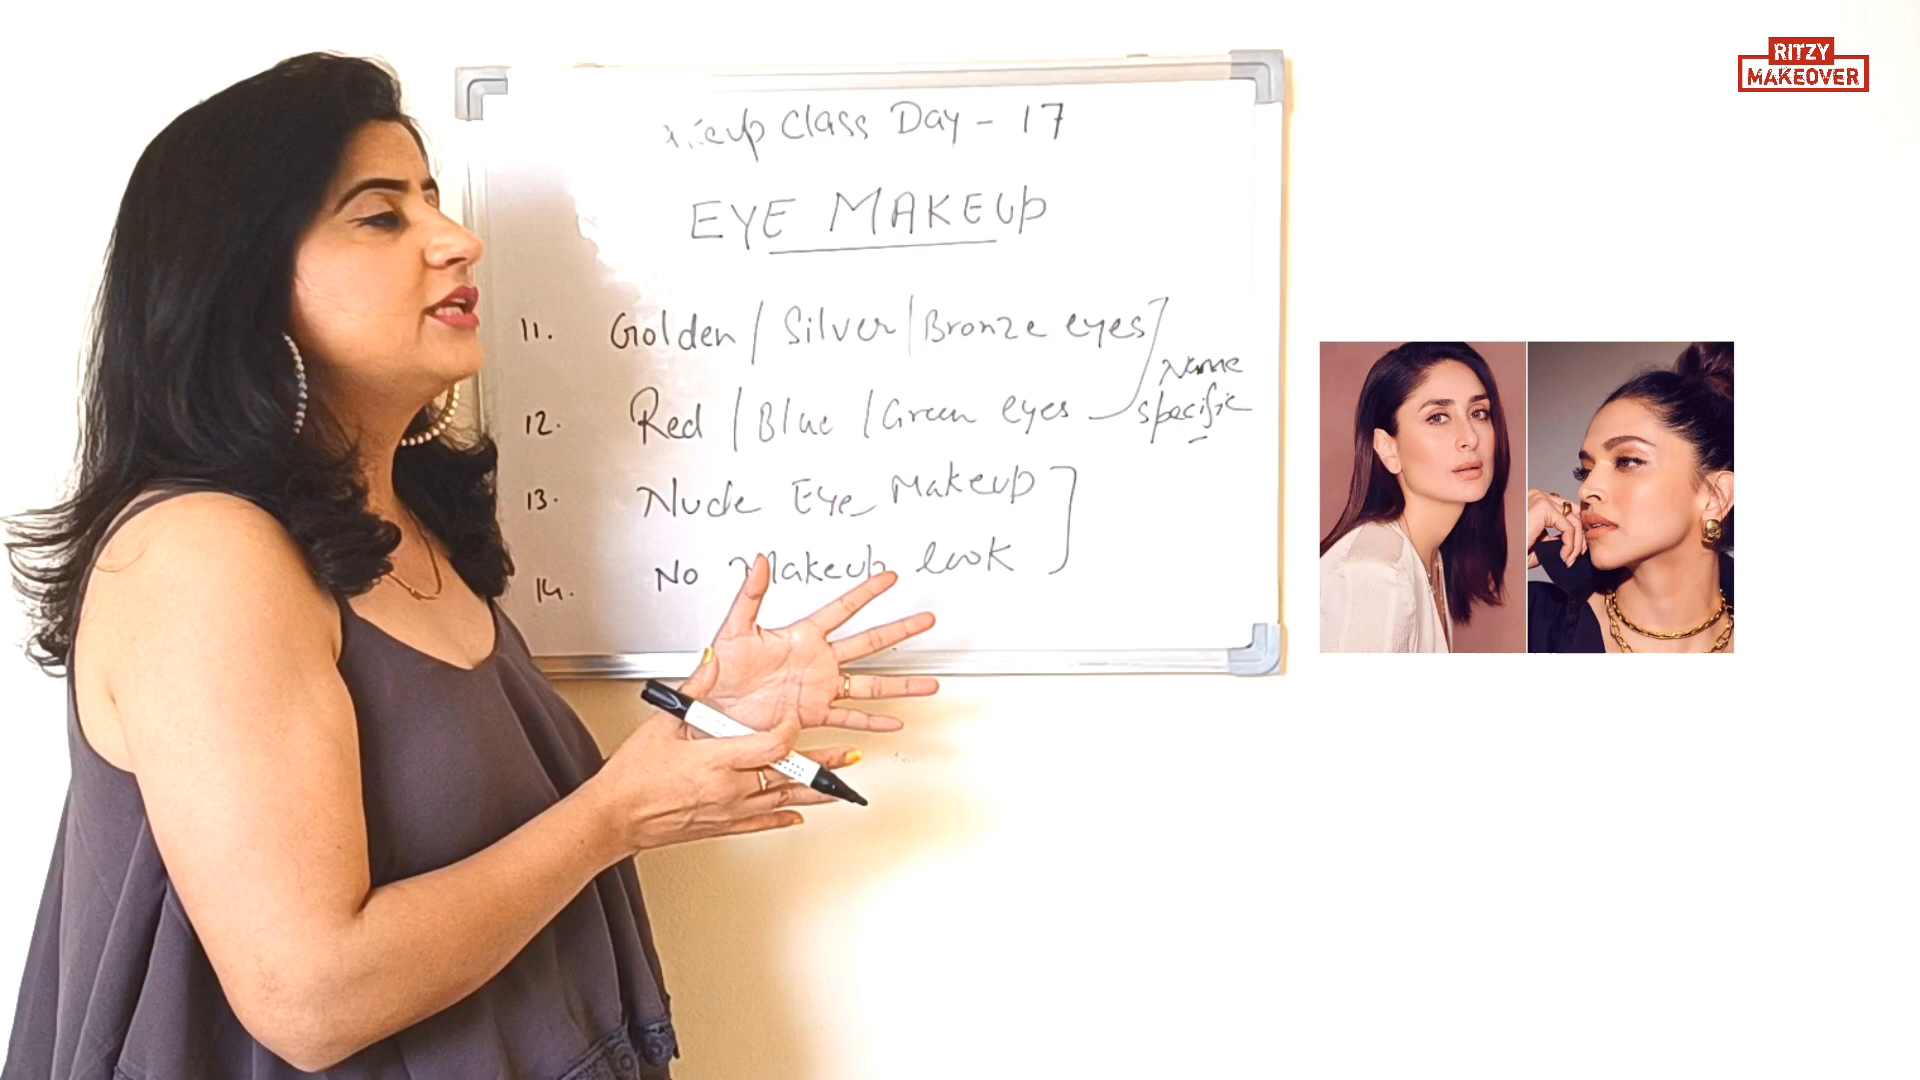 Class Day - 17
EYE MAKEUP
11. Golden / Silver / Bronze eyes
Name
12. Red / Blue / Green eyes
specific
13. Nude Eye Makeup
14. No Makeup look
RITZY
MAKEOVER